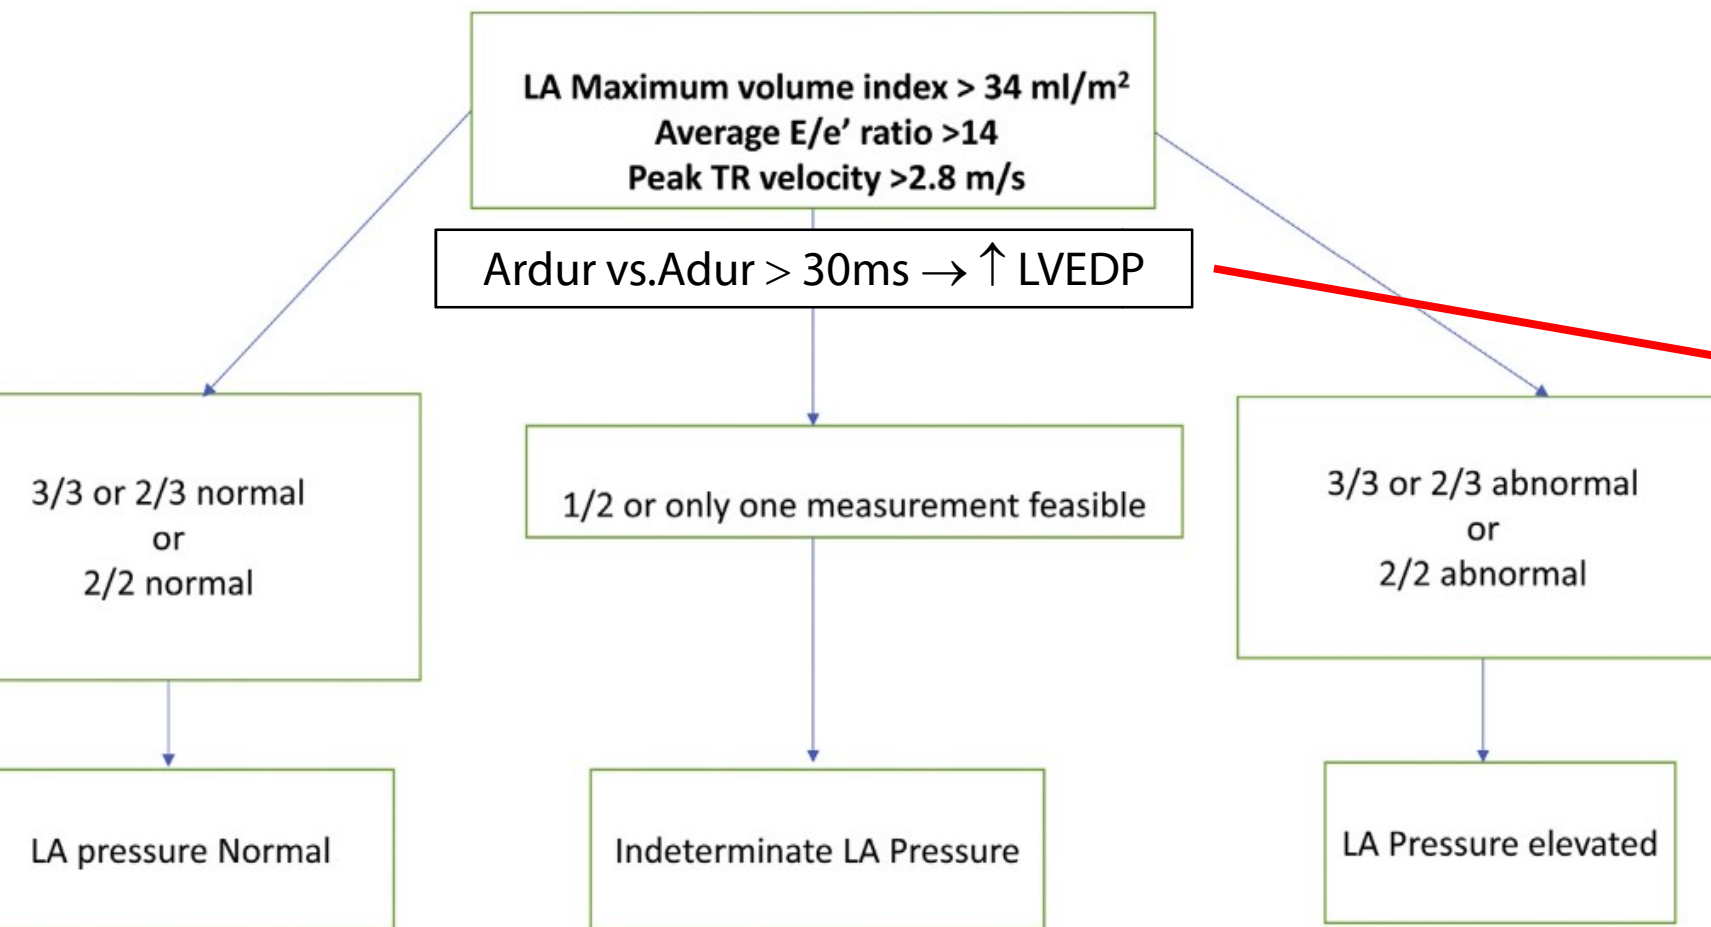 LA Maximum volume index > 34 ml/m²
Average E/e’ ratio >14
Peak TR velocity >2.8 m/s
Ardur vs.Adur > 30ms → ↑ LVEDP
3/3 or 2/3 normal
or
2/2 normal
1/2 or only one measurement feasible
3/3 or 2/3 abnormal
or
2/2 abnormal
LA pressure Normal
Indeterminate LA Pressure
LA Pressure elevated